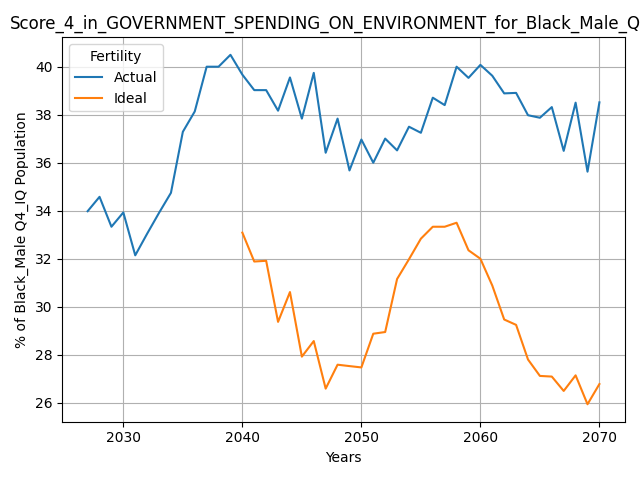 Score_4_in_GOVERNMENT_SPENDING_ON_ENVIRONMENT_for_Black_Male_Q
Fertility
Actual
Ideal
% of Black_Male Q4_IQ Population
40
38
36
34
32
30
28
26
2030 2040 2050 2060 2070
Years